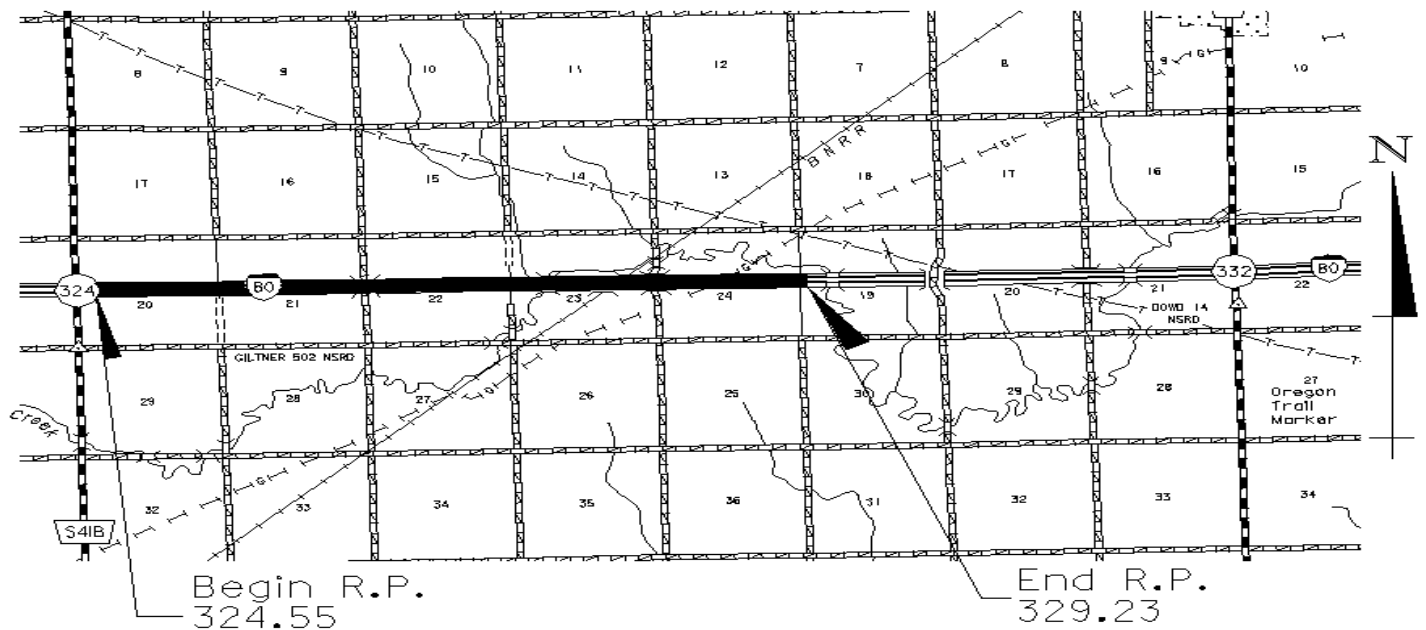 8 9 10 11 12 7 8 9 10
T T T T T T G
BNRR
17 16 15 14 13 18 17 16 15
G
N
324 80 332 80
20 21 22 23 24 19 20 21 22
DOWD 14
NSRD
GILTNER 502 NSRD
29 28 27 26 25 30 29 28 27
Oregon
Trail
Marker
Creek
G
32 33 34 35 36 31 32 33 34
S41B
Begin R.P.
324.55
End R.P.
329.23